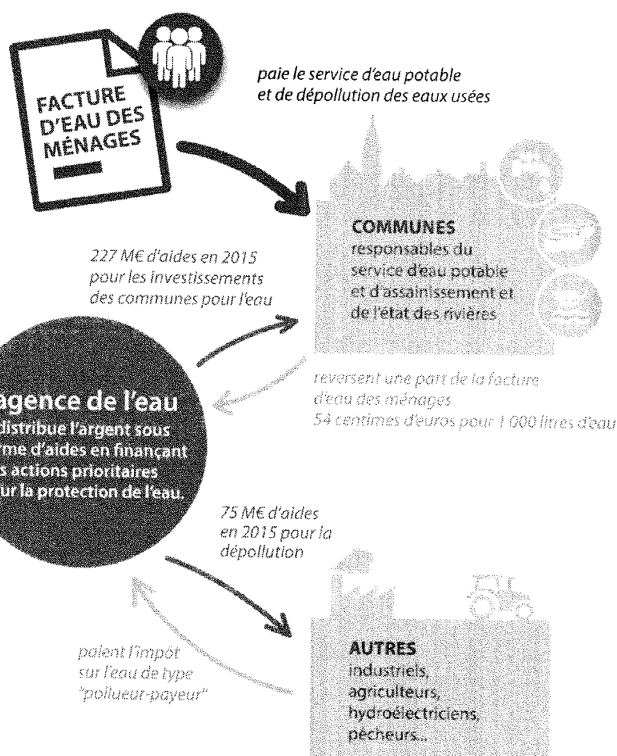 FACTURE
D'EAU DES
MÉNAGES
paie le service d'eau potable
et de dépollution des eaux usées
COMMUNES
responsables du
service d'eau potable
et d'assainissement et
de l'état des rivières
227 M€ d'aides en 2015
pour les investissements
des communes pour l'eau
reversent une part de la facture
d'eau des ménages
54 centimes d'euros pour 1 000 litres d'eau
agence de l'eau
distribue l'argent sous
rme d'aides en finançant
s actions prioritaires
ur la protection de l'eau.
75 M€ d'aides
en 2015 pour la
dépollution
paient l'impôt
sur l'eau de type
"pollueur-payeur"
AUTRES
industriels,
agriculteurs,
hydroélectriciens,
pêcheurs...